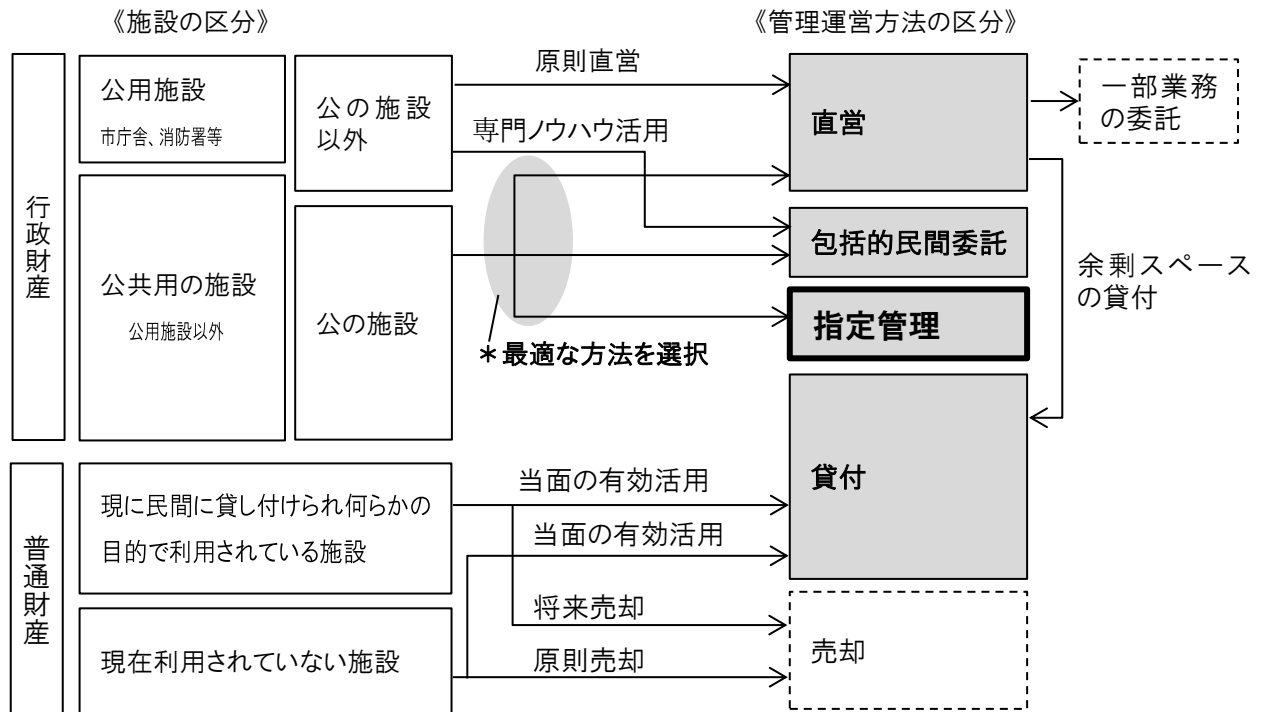 《施設の区分》
《管理運営方法の区分》
行政財産
公用施設
市庁舎、消防署等
公共用の施設
公用施設以外
公の施設
以外
公の施設
原則直営
専門ノウハウ活用
＊最適な方法を選択
直営
包括的民間委託
指定管理
貸付
一部業務
の委託
余剰スペース
の貸付
普通財産
現に民間に貸し付けられ何らかの
目的で利用されている施設
現在利用されていない施設
当面の有効活用
当面の有効活用
将来売却
原則売却
売却